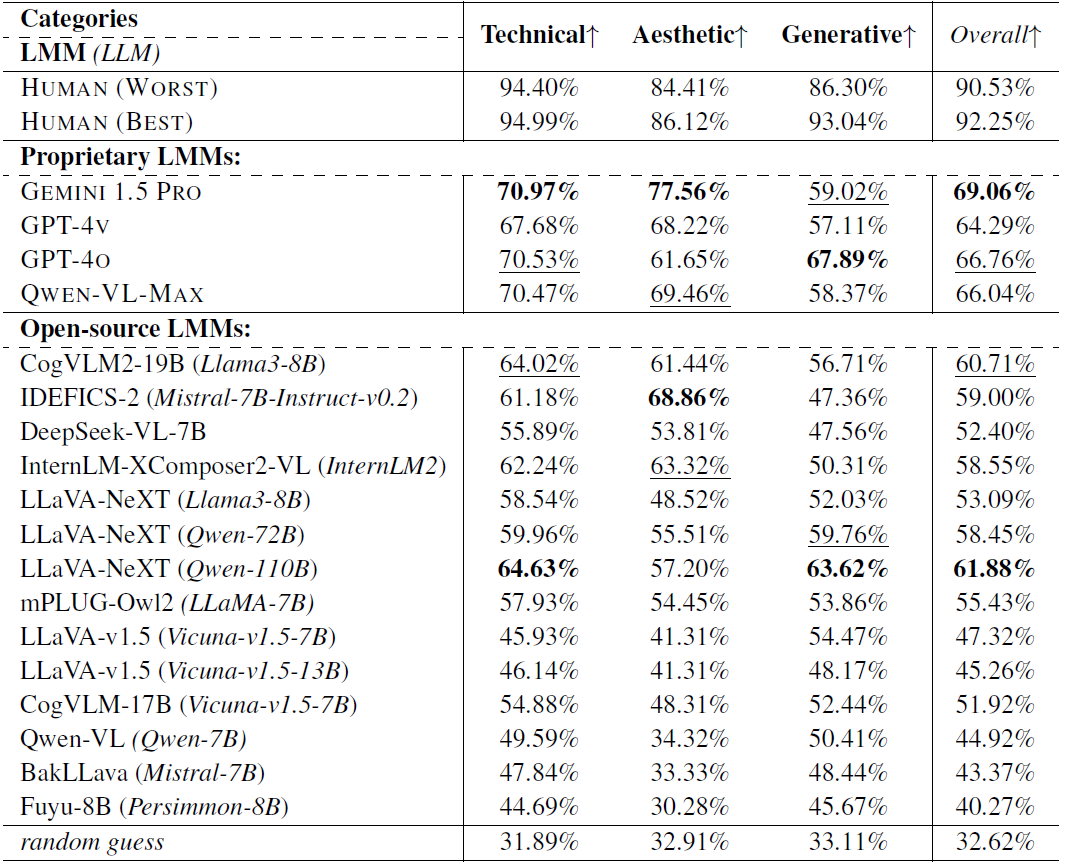 Categories
LMM (LLM) Technical↑ Aesthetic↑ Generative↑ Overall↑
HUMAN (WORST) 94.40% 84.41% 86.30% 90.53%
HUMAN (BEST) 94.99% 86.12% 93.04% 92.25%
Proprietary LMMs:
GEMINI 1.5 PRO 70.97% 77.56% 59.02% 69.06%
GPT-4V 67.68% 68.22% 57.11% 64.29%
GPT-4O 70.53% 61.65% 67.89% 66.76%
QWEN-VL-MAX 70.47% 69.46% 58.37% 66.04%
Open-source LMMs:
CogVLM2-19B (Llama3-8B) 64.02% 61.44% 56.71% 60.71%
IDEFICS-2 (Mistral-7B-Instruct-v0.2) 61.18% 68.86% 47.36% 59.00%
DeepSeek-VL-7B 55.89% 53.81% 47.56% 52.40%
InternLM-XComposer2-VL (InternLM2) 62.24% 63.32% 50.31% 58.55%
LLaVA-NeXT (Llama3-8B) 58.54% 48.52% 52.03% 53.09%
LLaVA-NeXT (Qwen-72B) 59.96% 55.51% 59.76% 58.45%
LLaVA-NeXT (Qwen-110B) 64.63% 57.20% 63.62% 61.88%
mPLUG-Owl2 (LLaMA-7B) 57.93% 54.45% 53.86% 55.43%
LLaVA-v1.5 (Vicuna-v1.5-7B) 45.93% 41.31% 54.47% 47.32%
LLaVA-v1.5 (Vicuna-v1.5-13B) 46.14% 41.31% 48.17% 45.26%
CogVLM-17B (Vicuna-v1.5-7B) 54.88% 48.31% 52.44% 51.92%
Qwen-VL (Qwen-7B) 49.59% 34.32% 50.41% 44.92%
BakLLava (Mistral-7B) 47.84% 33.33% 48.44% 43.37%
Fuyu-8B (Persimmon-8B) 44.69% 30.28% 45.67% 40.27%
random guess 31.89% 32.91% 33.11% 32.62%